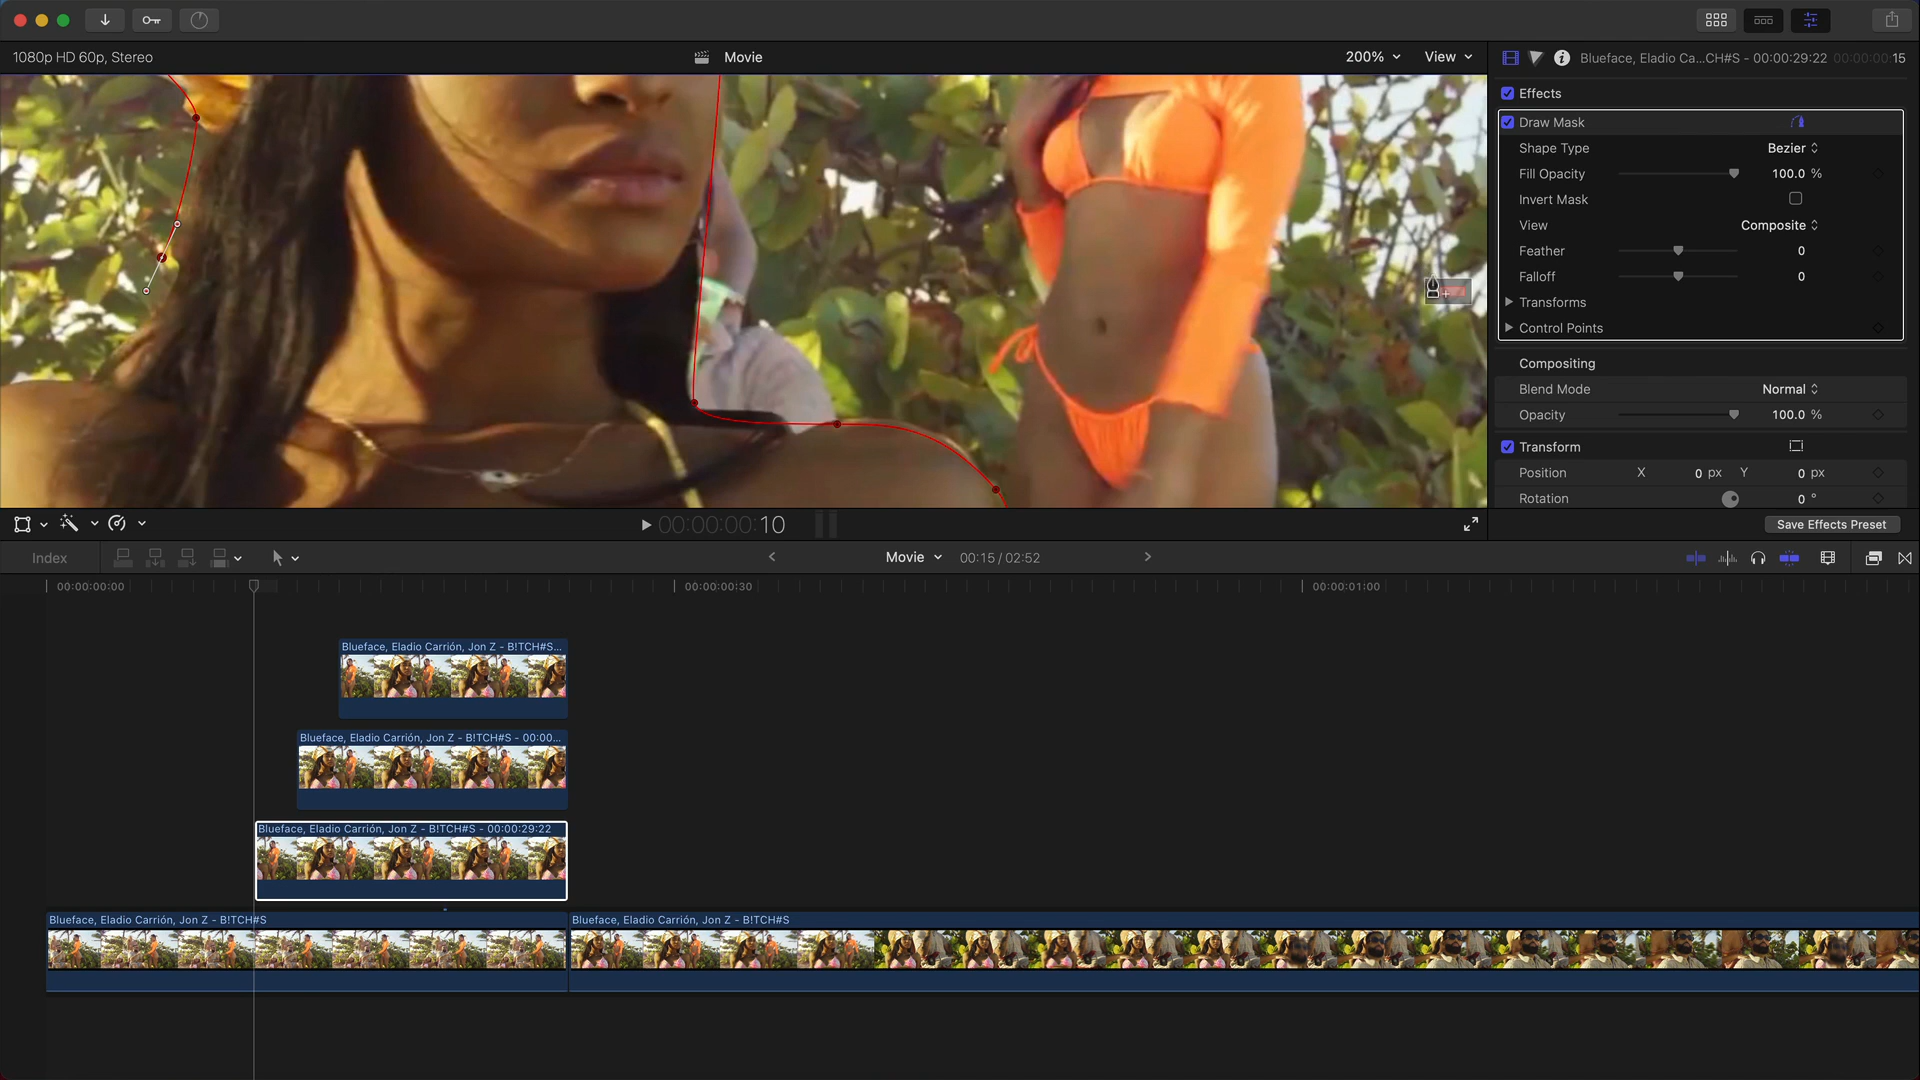 1080p HD 60p, Stereo
Movie
200%
View
Blueface, Eladio Ca...CH#S - 00:00:29:22
00:00:00:15
Effects
Draw Mask
Shape Type
Bezier
Fill Opacity
100.0 %
Invert Mask
View
Composite
Feather
0
Falloff
0
Transforms
Control Points
Compositing
Blend Mode
Normal
Opacity
100.0 %
Transform
Position
X
0 px
Y
0 px
Rotation
0 °
00:00:00:10
Save Effects Preset
Index
Movie
00:15 / 02:52
00:00:00:00
00:00:00:30
00:00:01:00
Blueface, Eladio Carrión, Jon Z - B!TCH#S...
Blueface, Eladio Carrión, Jon Z - B!TCH#S - 00:00...
Blueface, Eladio Carrión, Jon Z - B!TCH#S - 00:00:29:22
Blueface, Eladio Carrión, Jon Z - B!TCH#S
Blueface, Eladio Carrión, Jon Z - B!TCH#S